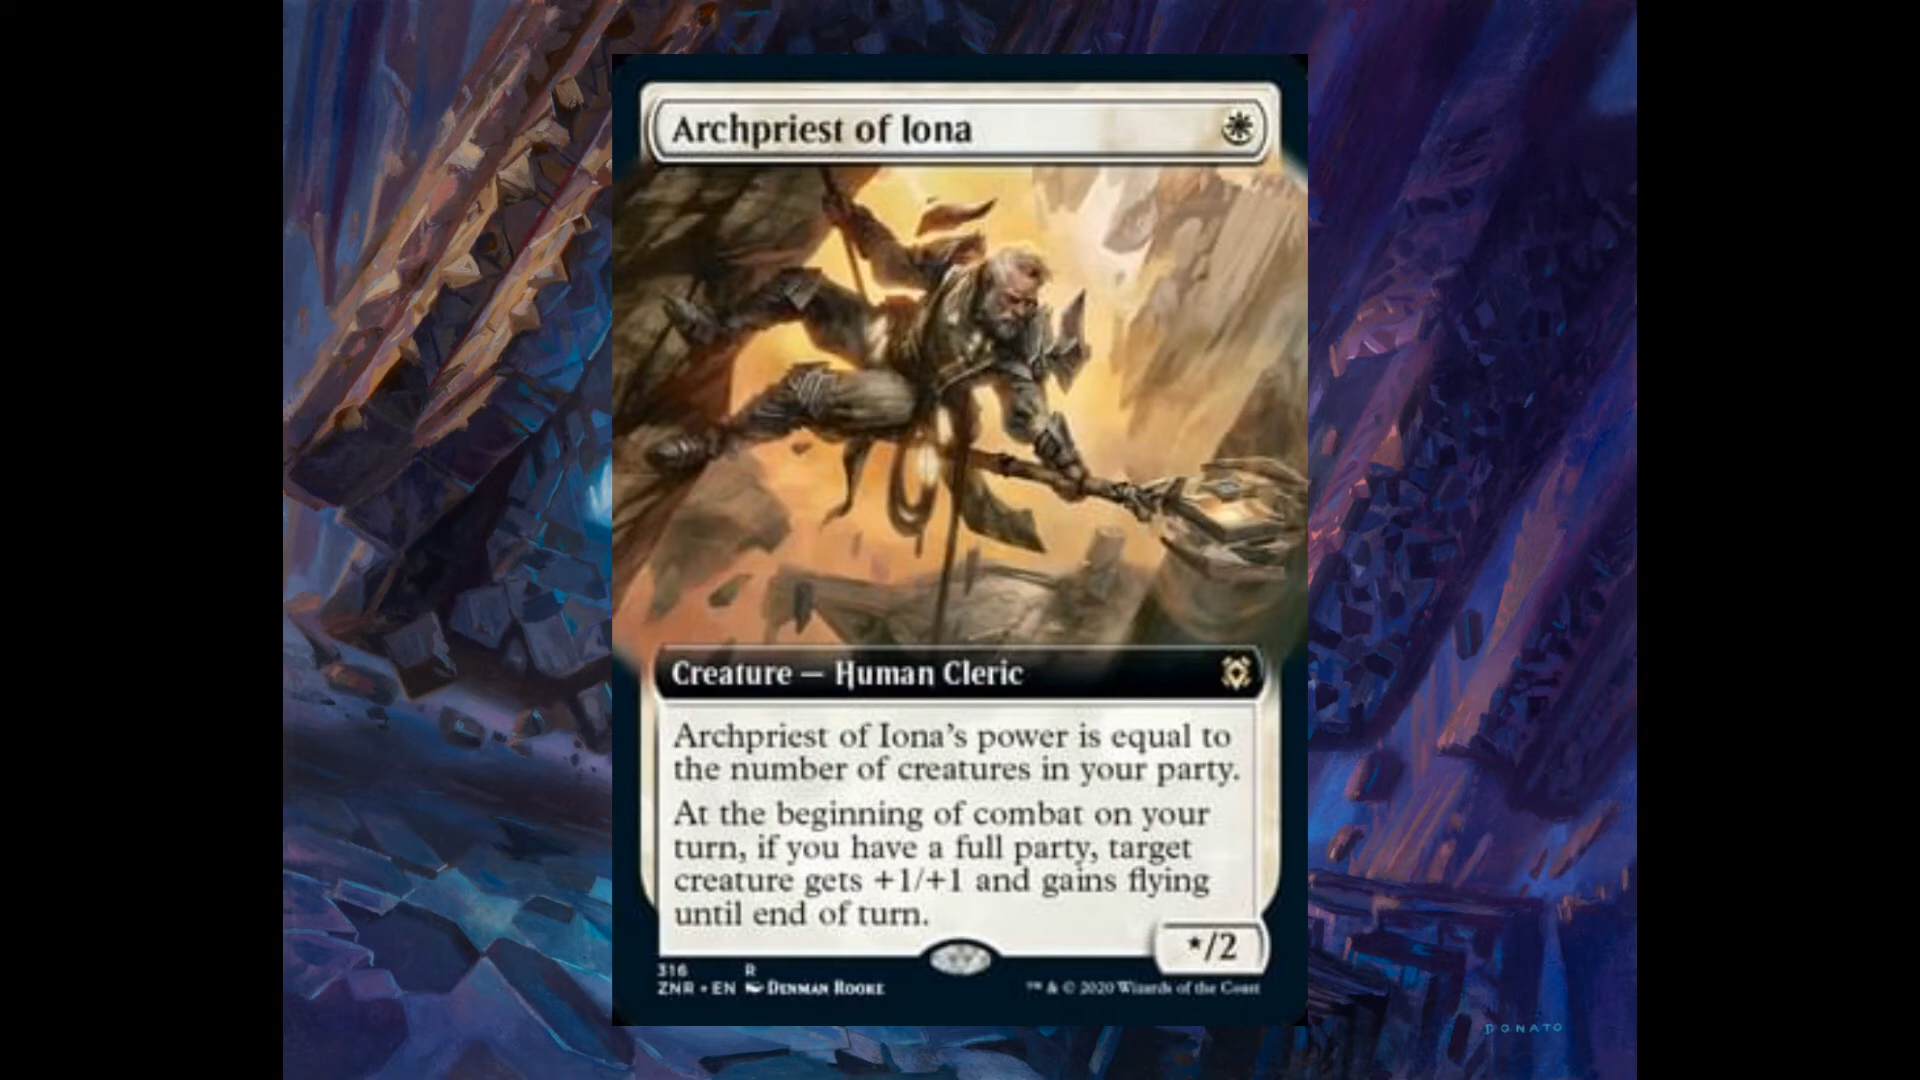 Archpriest of Iona
Creature — Human Cleric
Archpriest of Iona's power is equal to
the number of creatures in your party.
At the beginning of combat on your
turn, if you have a full party, target
creature gets +1/+1 and gains flying
until end of turn.
*/2
316 R
ZNR • EN Denman Rooke
™ & © 2020 Wizards of the Coast
DONATO